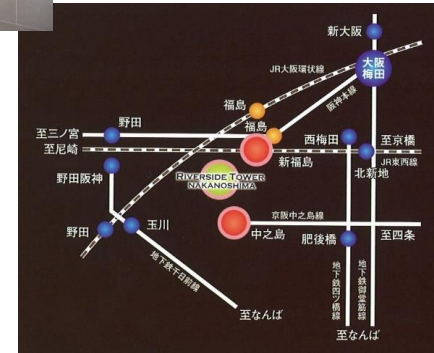 新大阪
JR大阪環状線
大阪
梅田
阪神本線
福島
福島
野田
至三ノ宮
西梅田
至京橋
至尼崎
新福島
JR東西線
北新地
野田阪神
RIVERSIDE TOWER
NAKANOSHIMA
京阪中之島線
野田
玉川
中之島
肥後橋
至四条
地下鉄千日前線
地下鉄四ツ橋線
地下鉄御堂筋線
至なんば
至なんば